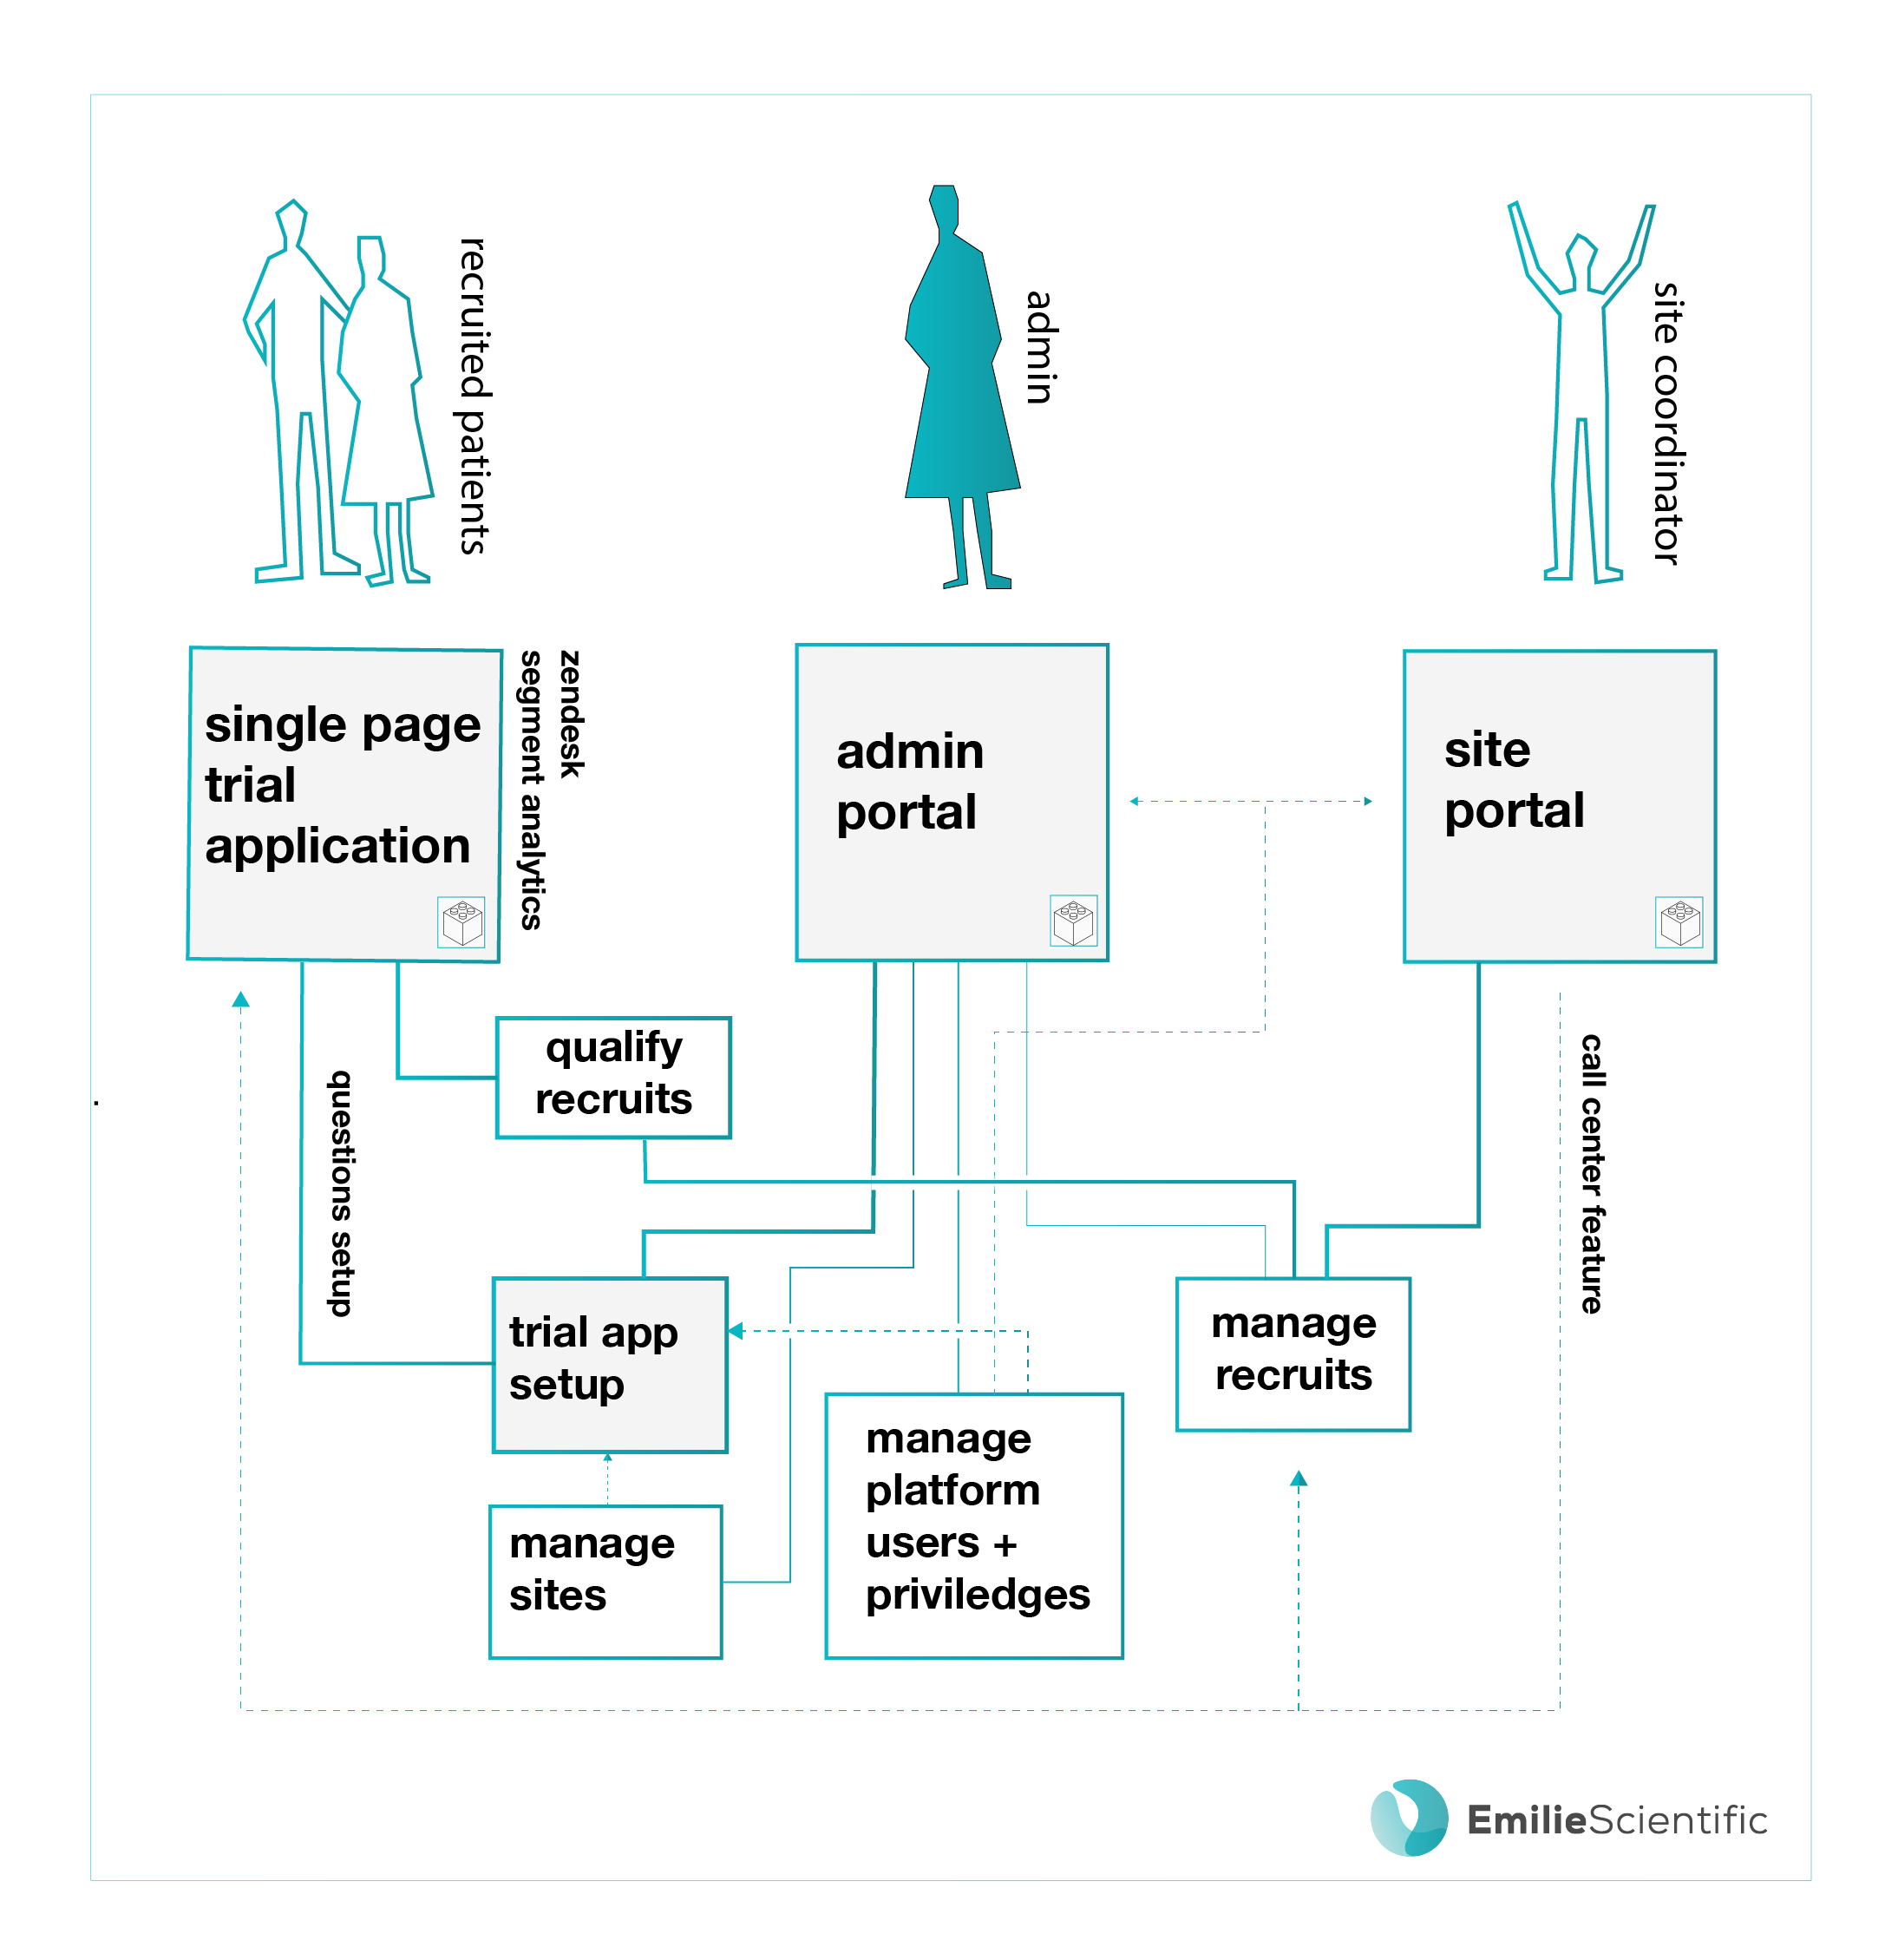 recruited patients
admin
site coordinator
single page
trial
application
zendesk
segment analytics
admin
portal
site
portal
qualify
recruits
questions setup
call center feature
trial app
setup
manage
recruits
manage
platform
users +
priviledges
manage
sites
.
EmilieScientific